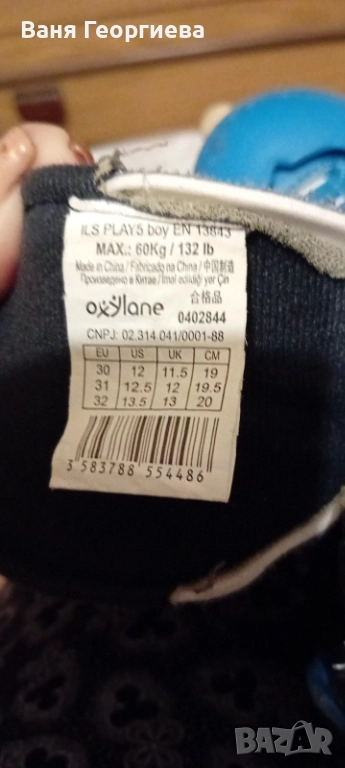 Ваня Георгиева
ILS PLAY5 boy EN 13843
MAX.: 60Kg / 132 lb
Made in China / Fabricado na China / 中国制造
Произведено в Китае / Imal edildiği yer Çin
oxylane
合格品
0402844
CNPJ: 02.314.041/0001-88
EU US UK CM
30 12 11.5 19
31 12.5 12 19.5
32 13.5 13 20
3 583788 554486
BAZAR